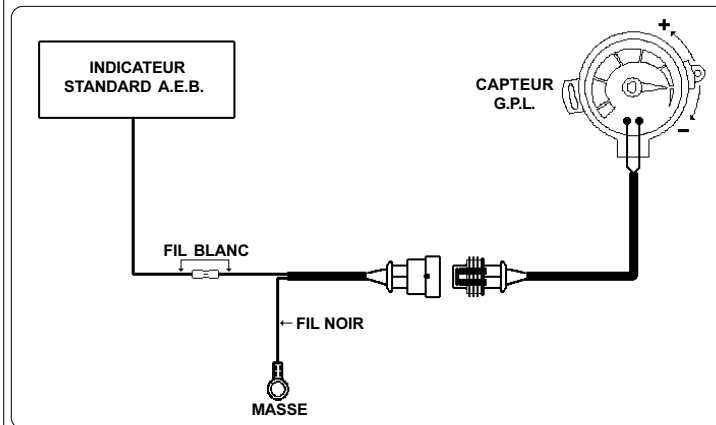 INDICATEUR
STANDARD A.E.B.
CAPTEUR
G.P.L.
+
–
FIL BLANC
←FIL NOIR
MASSE